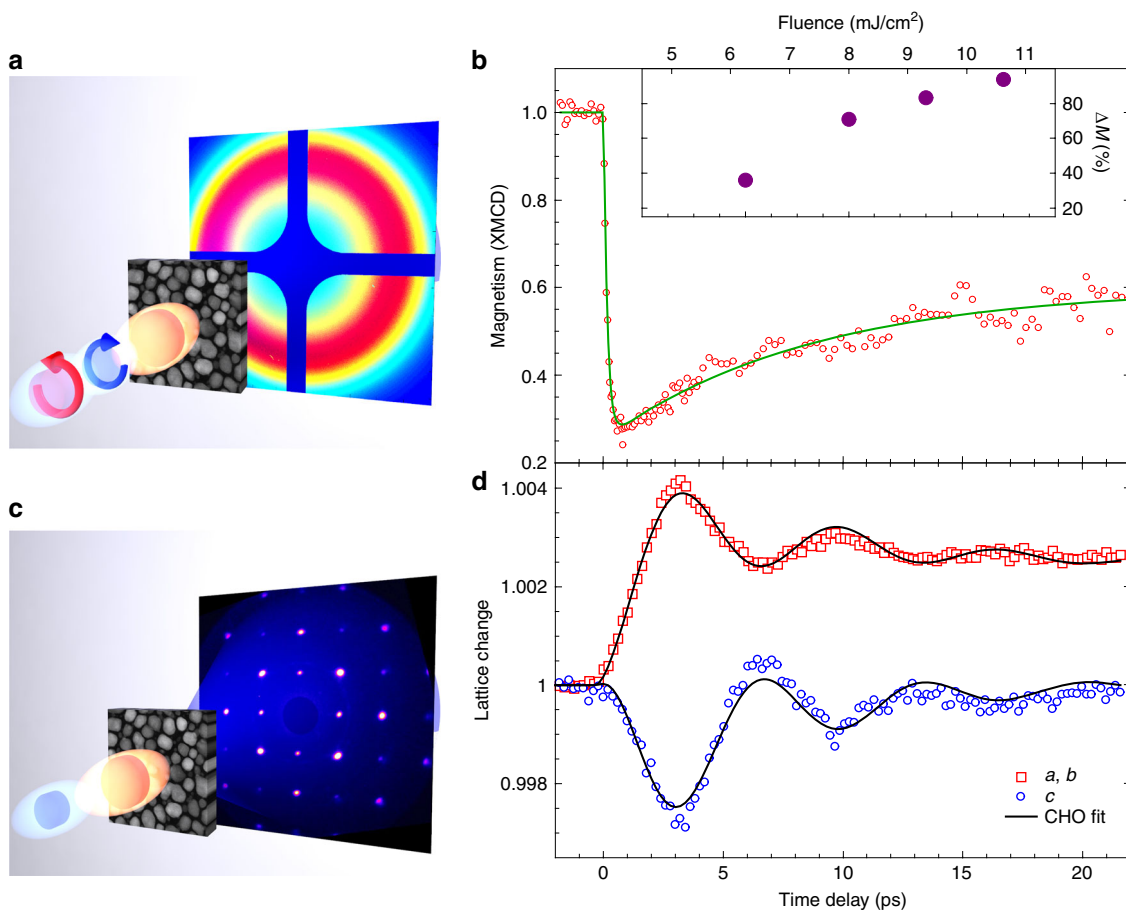 a
b
Fluence (mJ/cm²)
5 6 7 8 9 10 11
1.0
0.8
0.6
0.4
0.2
Magnetism (XMCD)
80
60
40
20
ΔM (%)
c
d
1.004
1.002
1
0.998
Lattice change
a, b
c
CHO fit
0 5 10 15 20
Time delay (ps)